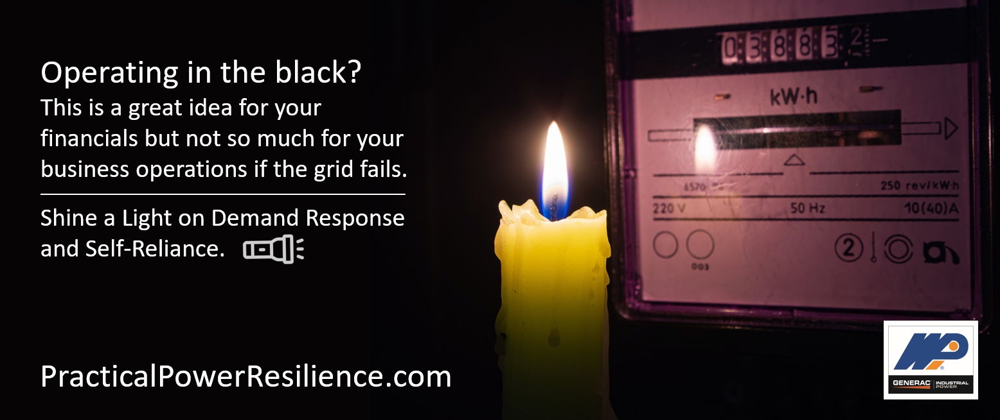 Operating in the black?
This is a great idea for your
financials but not so much for your
business operations if the grid fails.
Shine a Light on Demand Response
and Self-Reliance.
PracticalPowerResilience.com
0 3 8 8 3 2
kW·h
250 rev/kW·h
220 V 50 Hz 10(40)A
003
2
WP®
GENERAC® | INDUSTRIAL
POWER